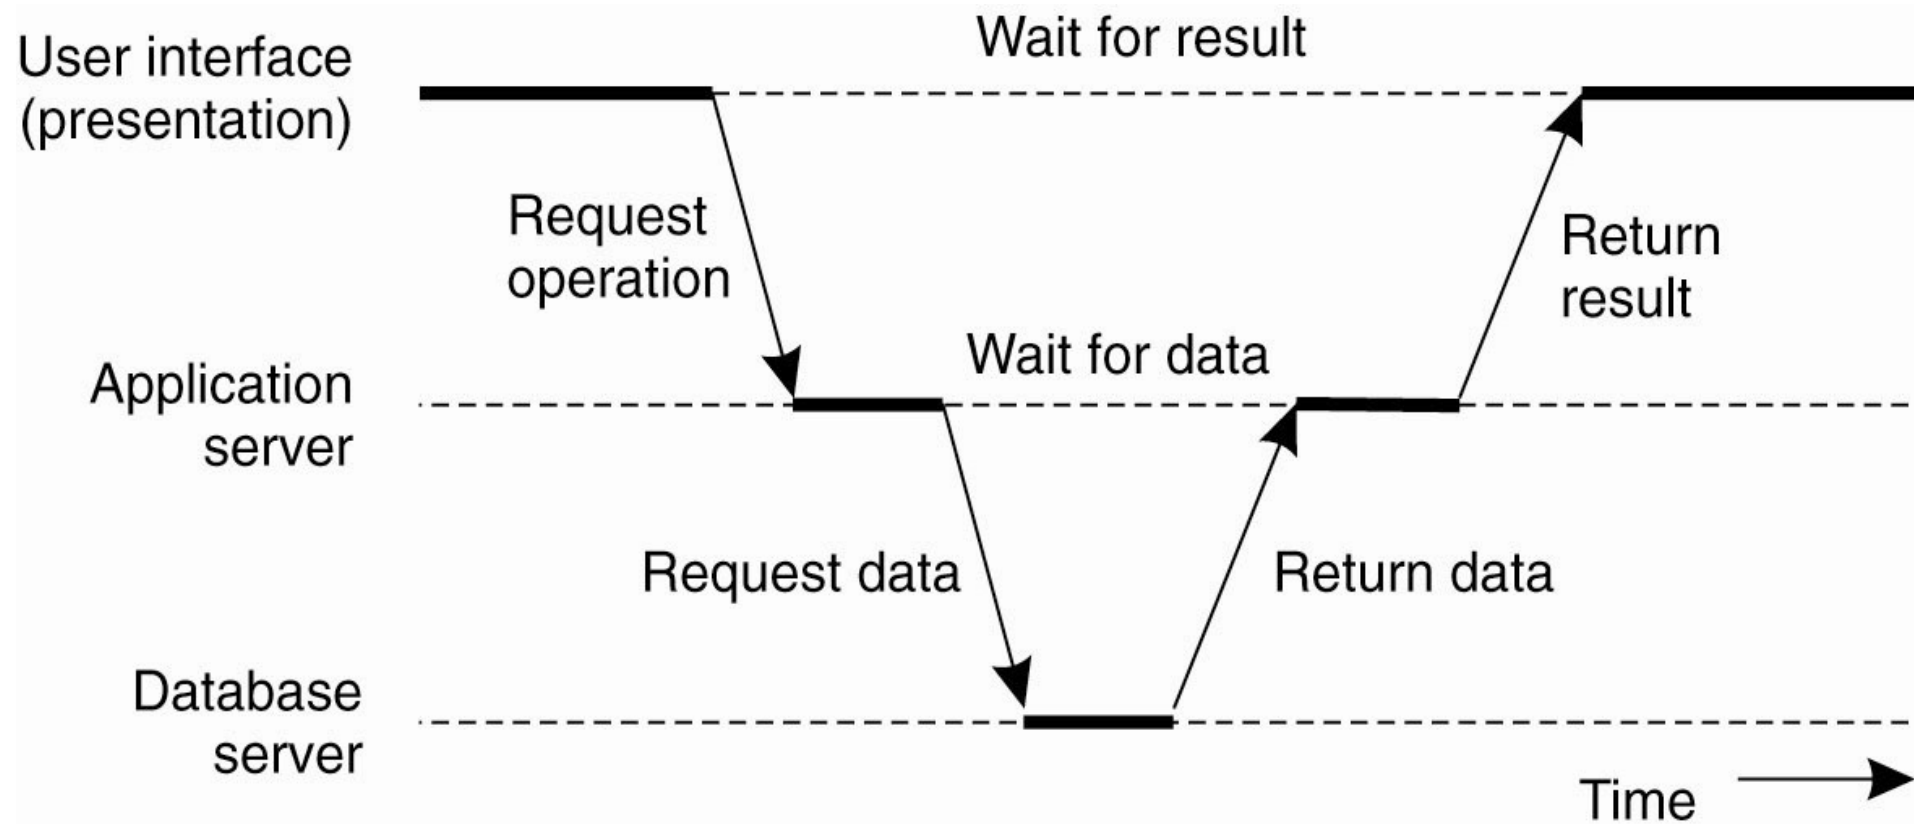 User interface
(presentation)
Wait for result
Request
operation
Return
result
Application
server
Wait for data
Request data
Return data
Database
server
Time